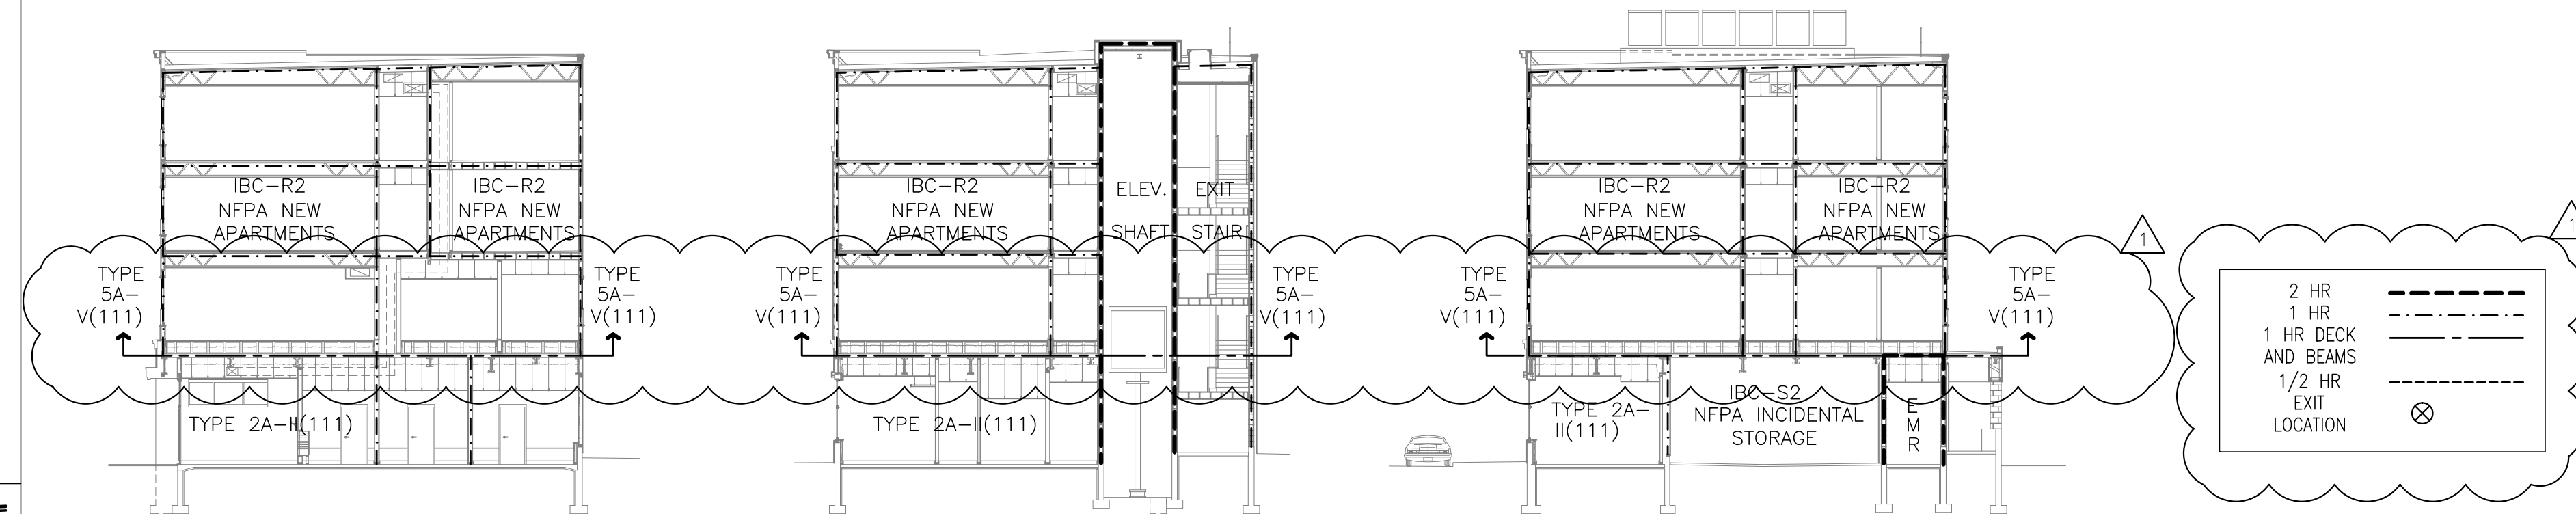 IBC-R2
NFPA NEW
APARTMENTS
IBC-R2
NFPA NEW
APARTMENTS
TYPE
5A-
V(111)
TYPE
5A-
V(111)
TYPE 2A-II(111)
IBC-R2
NFPA NEW
APARTMENTS
ELEV.
SHAFT
EXIT
STAIR
TYPE
5A-
V(111)
TYPE
5A-
V(111)
TYPE 2A-II(111)
IBC-R2
NFPA NEW
APARTMENTS
IBC-R2
NFPA NEW
APARTMENTS
TYPE
5A-
V(111)
TYPE
5A-
V(111)
TYPE 2A-
II(111)
IBC-S2
NFPA INCIDENTAL
STORAGE
E
M
R
1
1
2 HR
1 HR
1 HR DECK
AND BEAMS
1/2 HR
EXIT
LOCATION